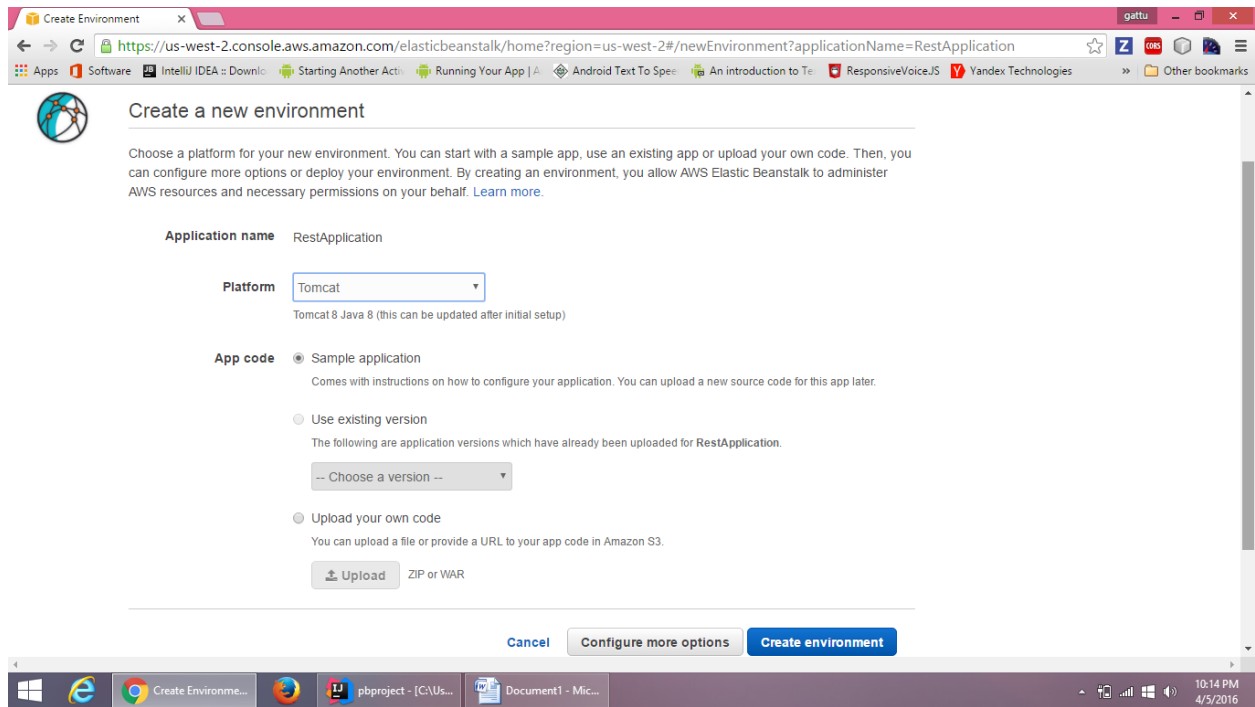 Create Environment
gattu
https://us-west-2.console.aws.amazon.com/elasticbeanstalk/home?region=us-west-2#/newEnvironment?applicationName=RestApplication
Z CORS
Apps Software IntelliJ IDEA :: Downlo Starting Another Activ Running Your App | A Android Text To Spee An introduction to Te ResponsiveVoice.JS Yandex Technologies » Other bookmarks
Create a new environment
Choose a platform for your new environment. You can start with a sample app, use an existing app or upload your own code. Then, you
can configure more options or deploy your environment. By creating an environment, you allow AWS Elastic Beanstalk to administer
AWS resources and necessary permissions on your behalf. Learn more.
Application name RestApplication
Platform Tomcat
Tomcat 8 Java 8 (this can be updated after initial setup)
App code Sample application
Comes with instructions on how to configure your application. You can upload a new source code for this app later.
Use existing version
The following are application versions which have already been uploaded for RestApplication.
-- Choose a version --
Upload your own code
You can upload a file or provide a URL to your app code in Amazon S3.
Upload ZIP or WAR
Cancel Configure more options Create environment
Create Environme... pbproject - [C:\Us... Document1 - Mic...
10:14 PM
4/5/2016